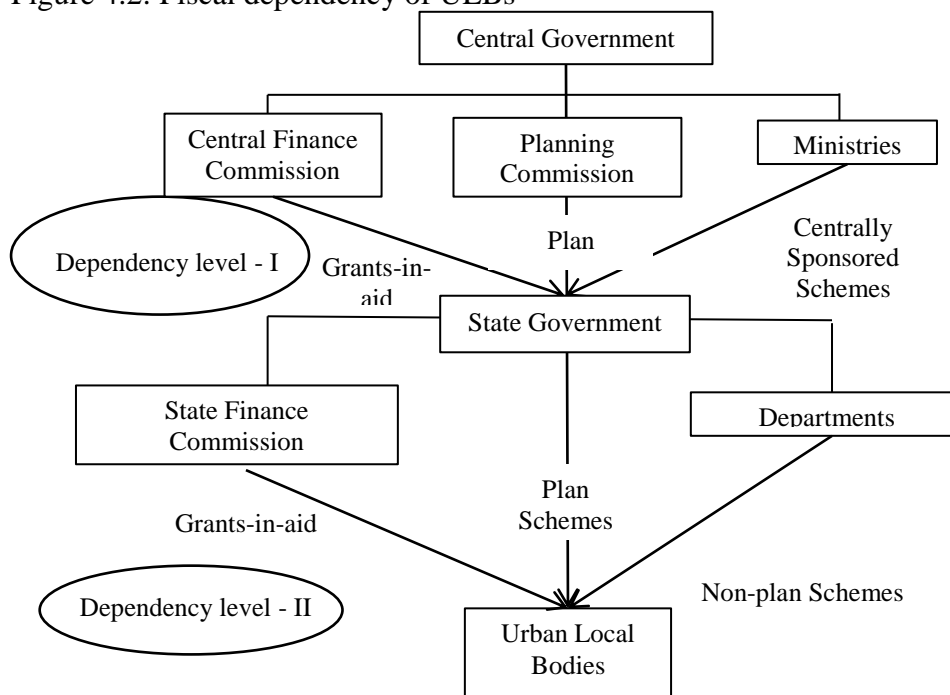 Figure 4.2: Fiscal dependency of ULBs
Central Government
Central Finance
Commission
Planning
Commission
Ministries
Dependency level - I
Grants-in-
aid
Plan
Centrally
Sponsored
Schemes
State Government
State Finance
Commission
Departments
Grants-in-aid
Plan
Schemes
Non-plan Schemes
Dependency level - II
Urban Local
Bodies